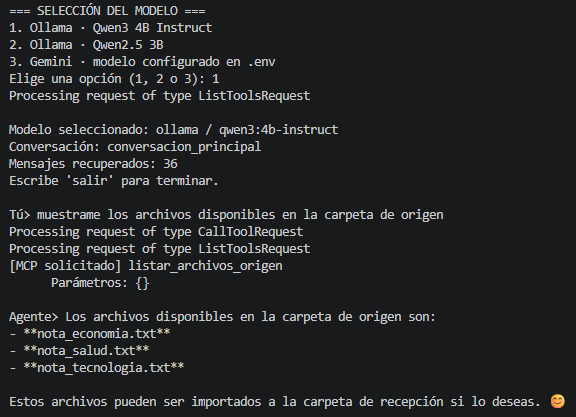 === SELECCIÓN DEL MODELO ===
1. Ollama · Qwen3 4B Instruct
2. Ollama · Qwen2.5 3B
3. Gemini · modelo configurado en .env
Elige una opción (1, 2 o 3): 1
Processing request of type ListToolsRequest
Modelo seleccionado: ollama / qwen3:4b-instruct
Conversación: conversacion_principal
Mensajes recuperados: 36
Escribe 'salir' para terminar.
Tú> muestrame los archivos disponibles en la carpeta de origen
Processing request of type CallToolRequest
Processing request of type ListToolsRequest
[MCP solicitado] listar_archivos_origen
Parámetros: {}
Agente> Los archivos disponibles en la carpeta de origen son:
- **nota_economia.txt**
- **nota_salud.txt**
- **nota_tecnologia.txt**
Estos archivos pueden ser importados a la carpeta de recepción si lo deseas. 😊